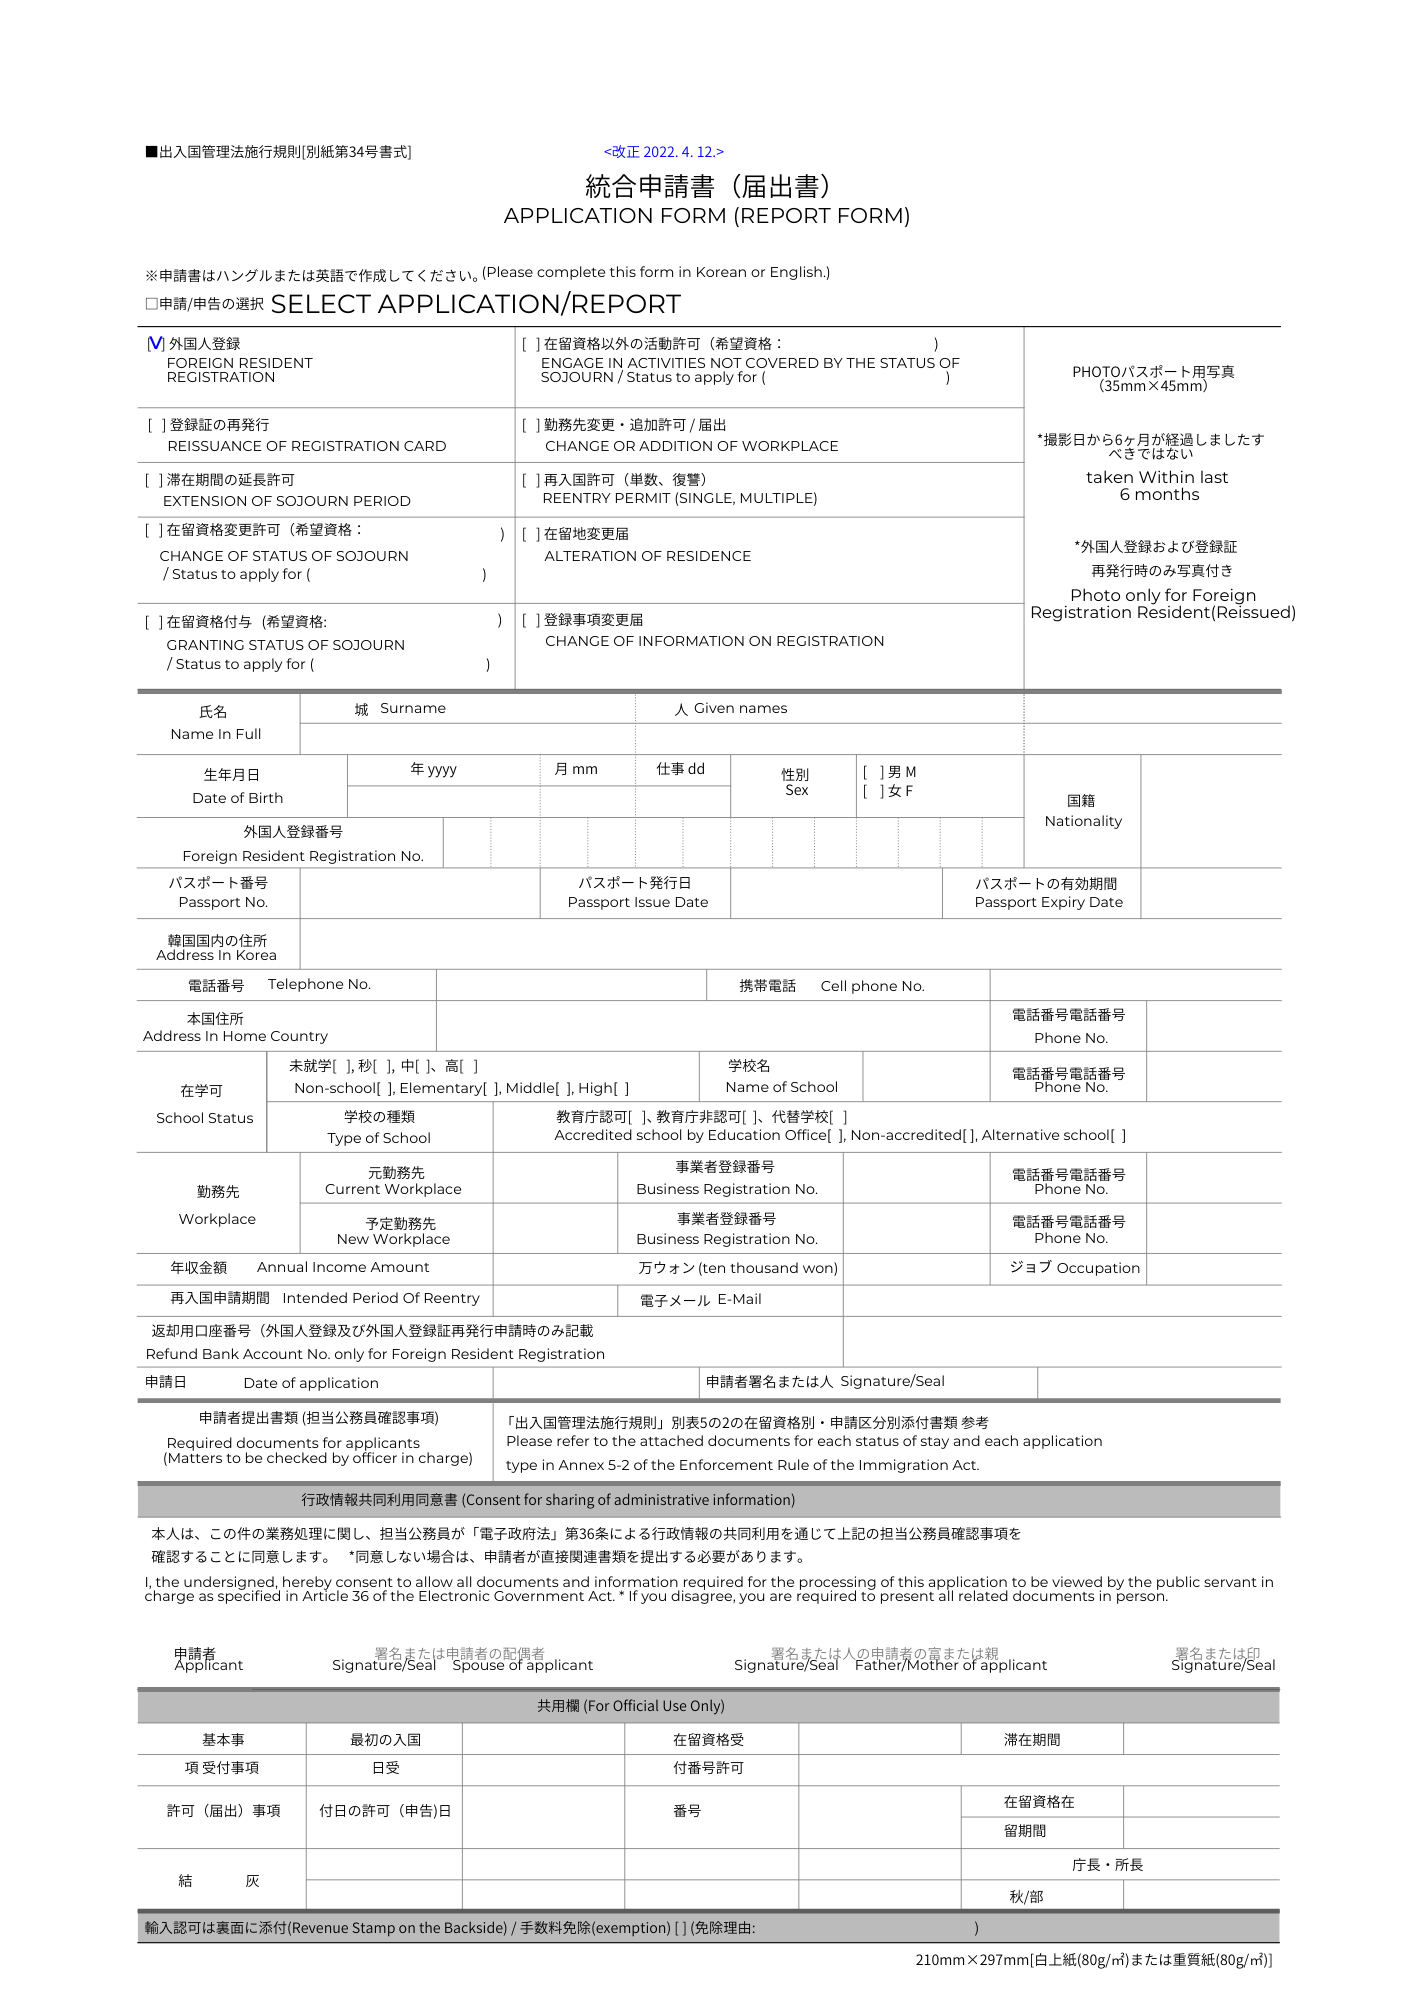 ■出入国管理法施行規則[別紙第34号書式] <改正 2022. 4. 12.>
統合申請書（届出書）
APPLICATION FORM (REPORT FORM)
※申請書はハングルまたは英語で作成してください。(Please complete this form in Korean or English.)
□申請/申告の選択 SELECT APPLICATION/REPORT
[V] 外国人登録
FOREIGN RESIDENT
REGISTRATION
[ ] 在留資格以外の活動許可（希望資格： )
ENGAGE IN ACTIVITIES NOT COVERED BY THE STATUS OF
SOJOURN / Status to apply for ( )
PHOTOパスポート用写真
（35mm×45mm）
*撮影日から6ヶ月が経過しましたす
べきではない
taken Within last
6 months
*外国人登録および登録証
再発行時のみ写真付き
Photo only for Foreign
Registration Resident(Reissued)
[ ] 登録証の再発行
REISSUANCE OF REGISTRATION CARD
[ ] 勤務先変更・追加許可 / 届出
CHANGE OR ADDITION OF WORKPLACE
[ ] 滞在期間の延長許可
EXTENSION OF SOJOURN PERIOD
[ ] 再入国許可（単数、復讐）
REENTRY PERMIT (SINGLE, MULTIPLE)
[ ] 在留資格変更許可（希望資格： )
CHANGE OF STATUS OF SOJOURN
/ Status to apply for ( )
[ ] 在留地変更届
ALTERATION OF RESIDENCE
[ ] 在留資格付与 (希望資格: )
GRANTING STATUS OF SOJOURN
/ Status to apply for ( )
[ ] 登録事項変更届
CHANGE OF INFORMATION ON REGISTRATION
氏名
Name In Full
城 Surname
人 Given names
生年月日
Date of Birth
年 yyyy
月 mm
仕事 dd
性別
Sex
[ ] 男 M
[ ] 女 F
国籍
Nationality
外国人登録番号
Foreign Resident Registration No.
パスポート番号
Passport No.
パスポート発行日
Passport Issue Date
パスポートの有効期間
Passport Expiry Date
韓国国内の住所
Address In Korea
電話番号 Telephone No.
携帯電話 Cell phone No.
本国住所
Address In Home Country
電話番号電話番号
Phone No.
在学可
School Status
未就学[ ], 秒[ ], 中[ ]、高[ ]
Non-school[ ], Elementary[ ], Middle[ ], High[ ]
学校名
Name of School
電話番号電話番号
Phone No.
学校の種類
Type of School
教育庁認可[ ]、教育庁非認可[ ]、代替学校[ ]
Accredited school by Education Office[ ], Non-accredited[ ], Alternative school[ ]
勤務先
Workplace
元勤務先
Current Workplace
事業者登録番号
Business Registration No.
電話番号電話番号
Phone No.
予定勤務先
New Workplace
事業者登録番号
Business Registration No.
電話番号電話番号
Phone No.
年収金額 Annual Income Amount
万ウォン (ten thousand won)
ジョブ Occupation
再入国申請期間 Intended Period Of Reentry
電子メール E-Mail
返却用口座番号（外国人登録及び外国人登録証再発行申請時のみ記載
Refund Bank Account No. only for Foreign Resident Registration
申請日 Date of application
申請者署名または人 Signature/Seal
申請者提出書類 (担当公務員確認事項)
Required documents for applicants
(Matters to be checked by officer in charge)
「出入国管理法施行規則」別表5の2の在留資格別・申請区分別添付書類 参考
Please refer to the attached documents for each status of stay and each application
type in Annex 5-2 of the Enforcement Rule of the Immigration Act.
行政情報共同利用同意書 (Consent for sharing of administrative information)
本人は、この件の業務処理に関し、担当公務員が「電子政府法」第36条による行政情報の共同利用を通じて上記の担当公務員確認事項を
確認することに同意します。 *同意しない場合は、申請者が直接関連書類を提出する必要があります。
I, the undersigned, hereby consent to allow all documents and information required for the processing of this application to be viewed by the public servant in
charge as specified in Article 36 of the Electronic Government Act. * If you disagree, you are required to present all related documents in person.
申請者 署名または申請者の配偶者 署名または人の申請者の富または親 署名または印
Applicant Signature/Seal Spouse of applicant Signature/Seal Father/Mother of applicant Signature/Seal
共用欄 (For Official Use Only)
基本事 最初の入国 在留資格受 滞在期間
項 受付事項 日受 付番号許可
許可（届出）事項 付日の許可（申告)日 番号
在留資格在
留期間
結 灰
庁長・所長
秋/部
輸入認可は裏面に添付(Revenue Stamp on the Backside) / 手数料免除(exemption) [ ] (免除理由: )
210mm×297mm[白上紙(80g/㎡)または重質紙(80g/㎡)]